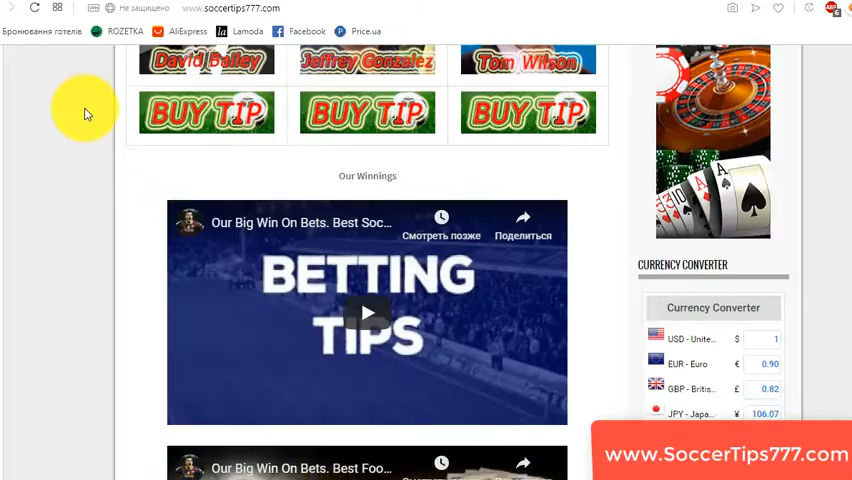 Не защищено www.soccertips777.com
Бронювання готелів ROZETKA AliExpress la Lamoda Facebook Price.ua
David Bailey Jeffrey Gonzalez Tom Wilson
BUY TIP BUY TIP BUY TIP
Our Winnings
Our Big Win On Bets. Best Soc...
Смотреть позже Поделиться
BETTING
TIPS
Our Big Win On Bets. Best Foo...
CURRENCY CONVERTER
Currency Converter
USD - Unite... $ 1
EUR - Euro € 0.90
GBP - Britis... £ 0.82
JPY - Japa... ¥ 106.07
www.SoccerTips777.com